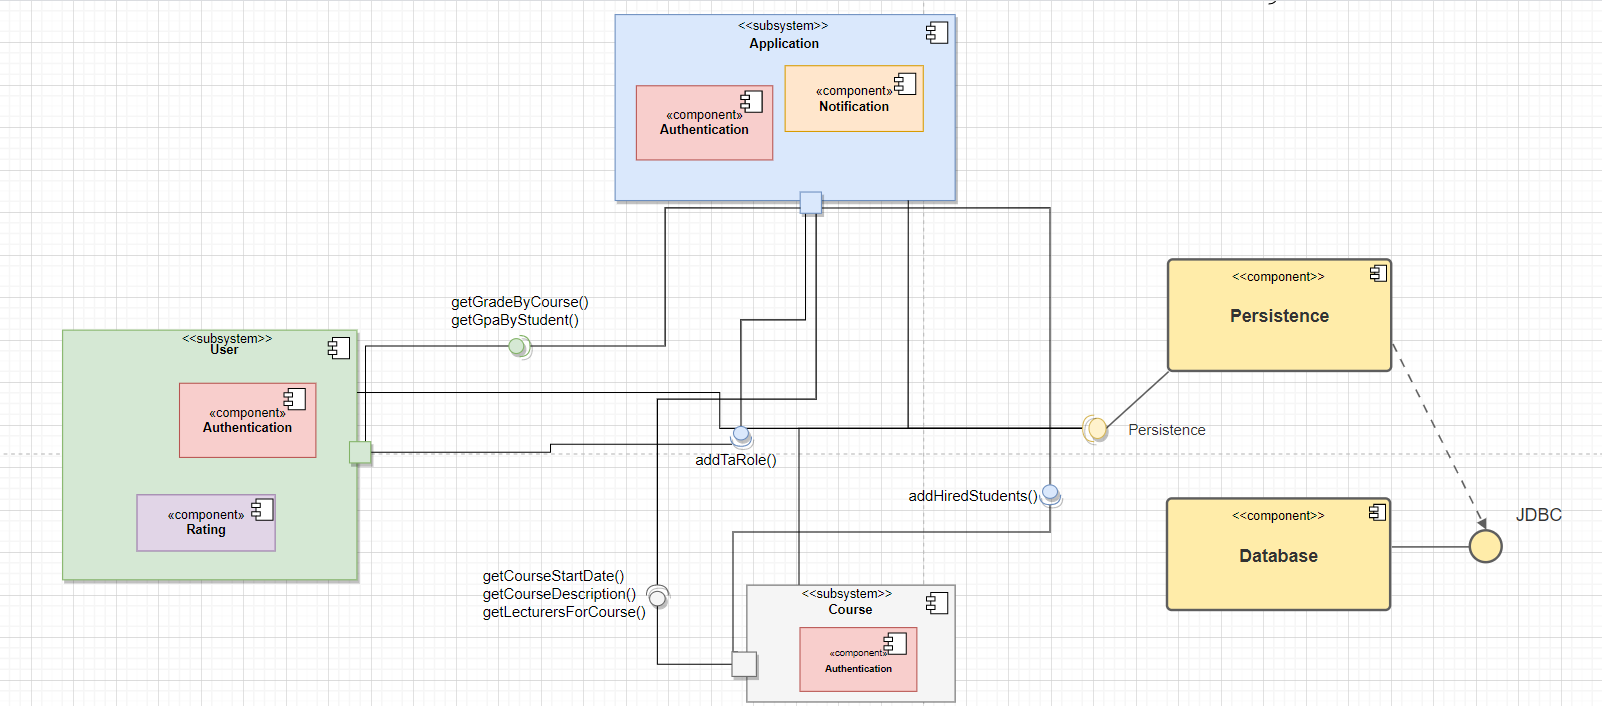 <<subsystem>>
Application
«component»
Authentication
«component»
Notification
getGradeByCourse()
getGpaByStudent()
<<subsystem>>
User
«component»
Authentication
«component»
Rating
addTaRole()
addHiredStudents()
getCourseStartDate()
getCourseDescription()
getLecturersForCourse()
<<subsystem>>
Course
«component»
Authentication
<<component>>
Persistence
Persistence
<<component>>
Database
JDBC